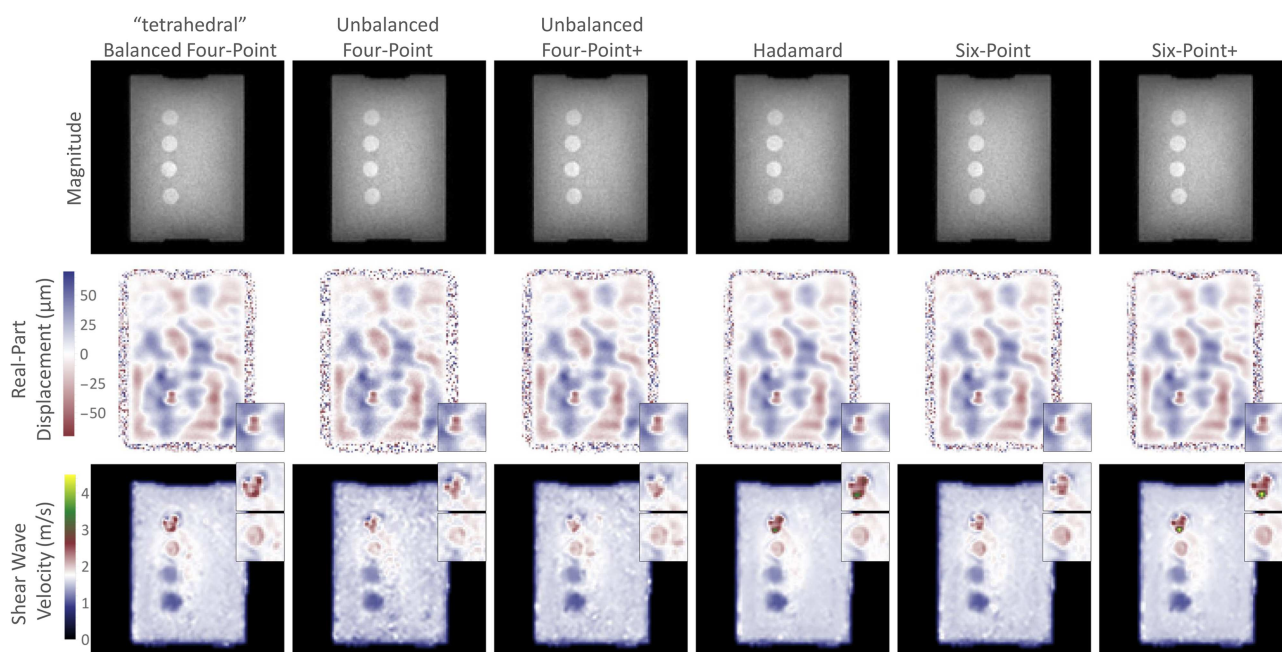 “tetrahedral”
Balanced Four-Point
Unbalanced
Four-Point
Unbalanced
Four-Point+
Hadamard
Six-Point
Six-Point+
Magnitude
Real-Part
Displacement (μm)
50
25
0
−25
−50
Shear Wave
Velocity (m/s)
4
3
2
1
0